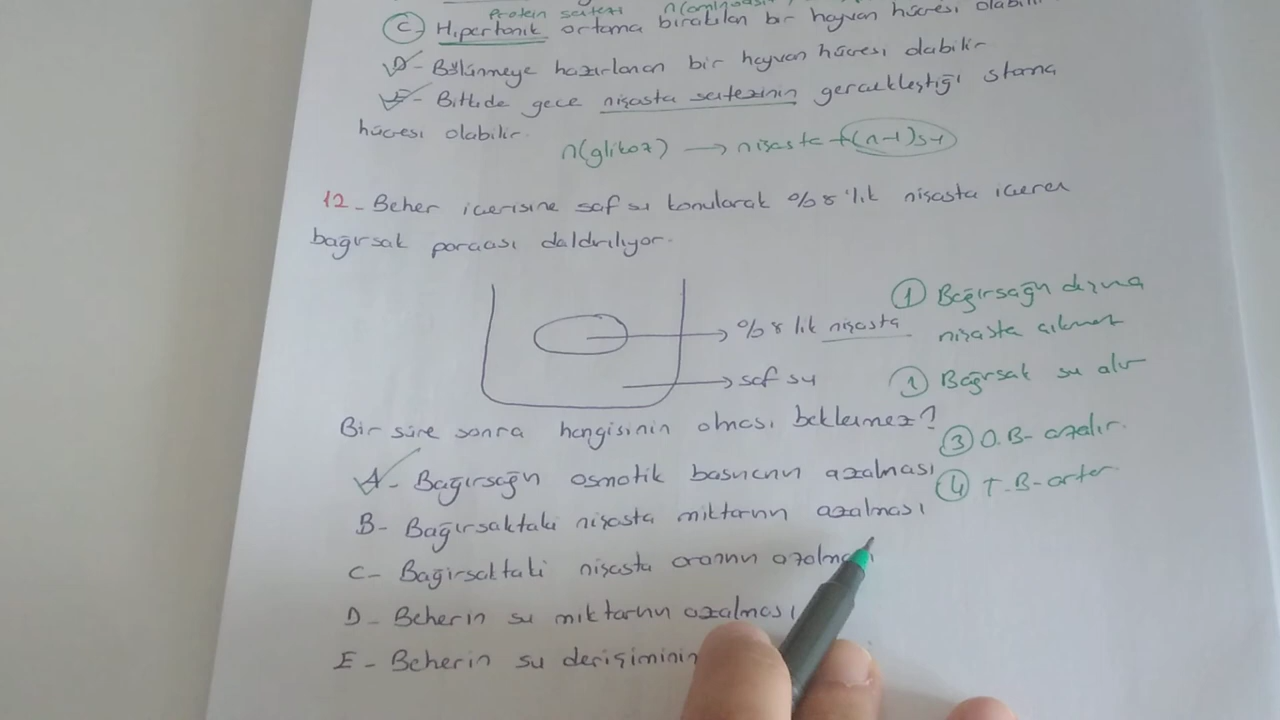 Protein sentezi n(aminoasit)
C- Hipertonik ortama bırakılan bir hayvan hücresi olabilir
D- Bölünmeye hazırlanan bir hayvan hücresi olabilir
E- Bitkide gece nişasta sentezinin gerçekleştiği stoma
hücresi olabilir.
n(glikoz) → nişasta + (n-1)su
12- Beher içerisine saf su konularak %8'lik nişasta içeren
bağırsak parçası daldırılıyor.
① Bağırsağın dışına
%8 lik nişasta
nişasta çıkmaz
saf su
① Bağırsak su alır
Bir süre sonra hangisinin olması beklenmez?
③ O.B- azalır.
A- Bağırsağın osmotik basıncının azalması
④ T.B- artar
B- Bağırsaktaki nişasta miktarının azalması
C- Bağırsaktaki nişasta oranının azalması
D- Beherin su miktarının azalması
E- Beherin su derişiminin